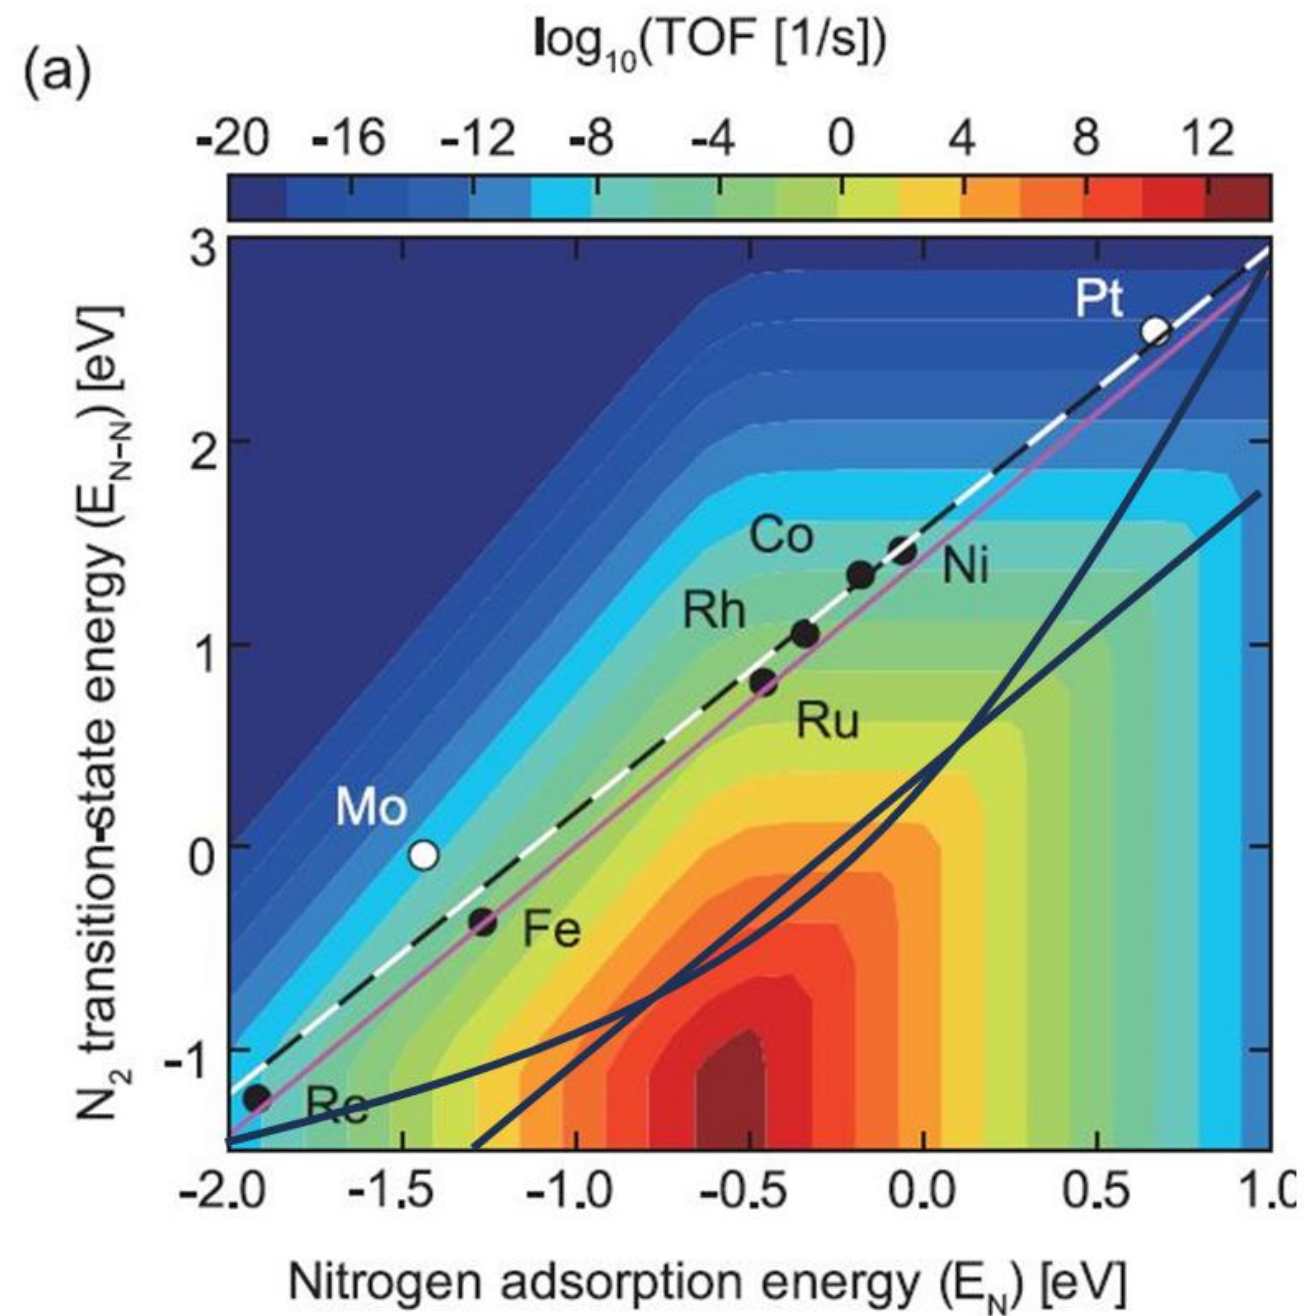 (a)
log₁₀(TOF [1/s])
-20 -16 -12 -8 -4 0 4 8 12
3
Pt
2
Co
Ni
Rh
1
Ru
Mo
0
Fe
-1
Re
-2.0 -1.5 -1.0 -0.5 0.0 0.5 1.0
N₂ transition-state energy (E_N–N) [eV]
Nitrogen adsorption energy (E_N) [eV]